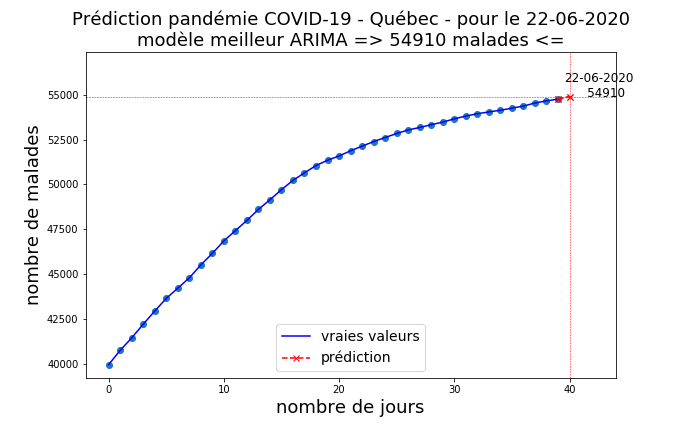 Prédiction pandémie COVID-19 - Québec - pour le 22-06-2020
modèle meilleur ARIMA => 54910 malades <=
22-06-2020
54910
55000
52500
50000
47500
45000
42500
40000
nombre de malades
vraies valeurs
prédiction
0 10 20 30 40
nombre de jours